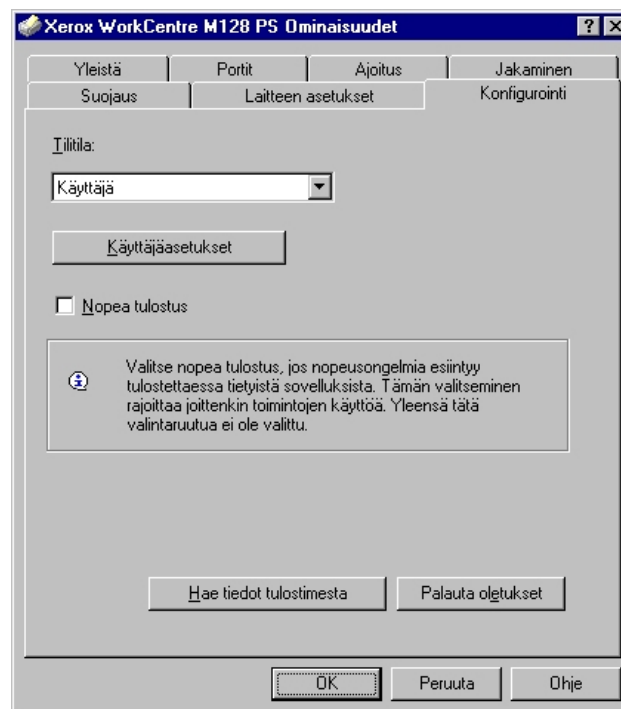 Xerox WorkCentre M128 PS Ominaisuudet
Yleistä Portit Ajoitus Jakaminen
Suojaus Laitteen asetukset Konfigurointi
Tilitila:
Käyttäjä
Käyttäjäasetukset
Nopea tulostus
Valitse nopea tulostus, jos nopeusongelmia esiintyy
tulostettaessa tietyistä sovelluksista. Tämän valitseminen
rajoittaa joittenkin toimintojen käyttöä. Yleensä tätä
valintaruutua ei ole valittu.
Hae tiedot tulostimesta Palauta oletukset
OK Peruuta Ohje